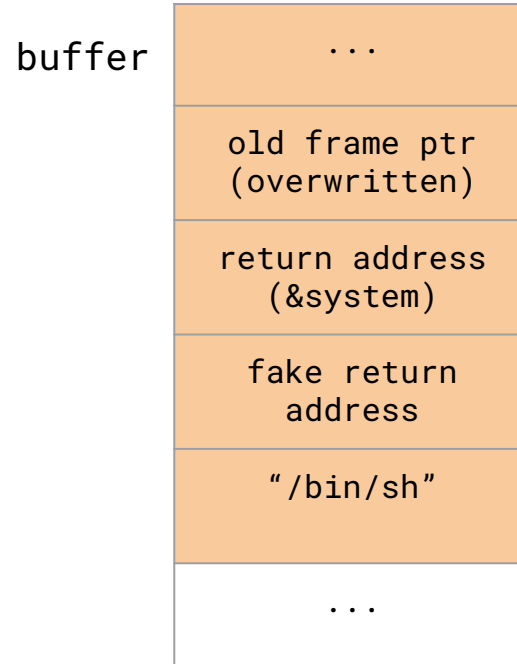 ...
buffer
old frame ptr
(overwritten)
return address
(&system)
fake return
address
“/bin/sh”
...